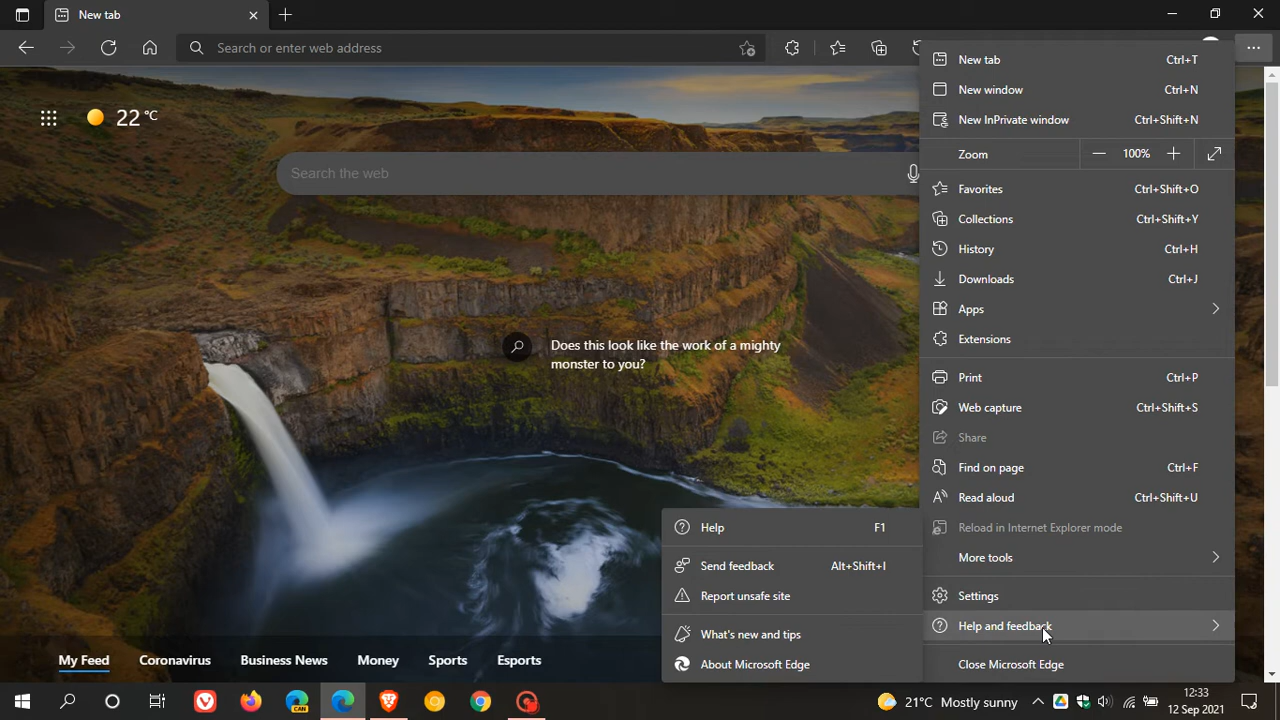 New tab
Search or enter web address
22 °C
Search the web
Does this look like the work of a mighty
monster to you?
My Feed
Coronavirus
Business News
Money
Sports
Esports
New tab Ctrl+T
New window Ctrl+N
New InPrivate window Ctrl+Shift+N
Zoom 100%
Favorites Ctrl+Shift+O
Collections Ctrl+Shift+Y
History Ctrl+H
Downloads Ctrl+J
Apps
Extensions
Print Ctrl+P
Web capture Ctrl+Shift+S
Share
Find on page Ctrl+F
Read aloud Ctrl+Shift+U
Reload in Internet Explorer mode
More tools
Settings
Help and feedback
Close Microsoft Edge
Help F1
Send feedback Alt+Shift+I
Report unsafe site
What's new and tips
About Microsoft Edge
CAN
21°C Mostly sunny
12:33
12 Sep 2021